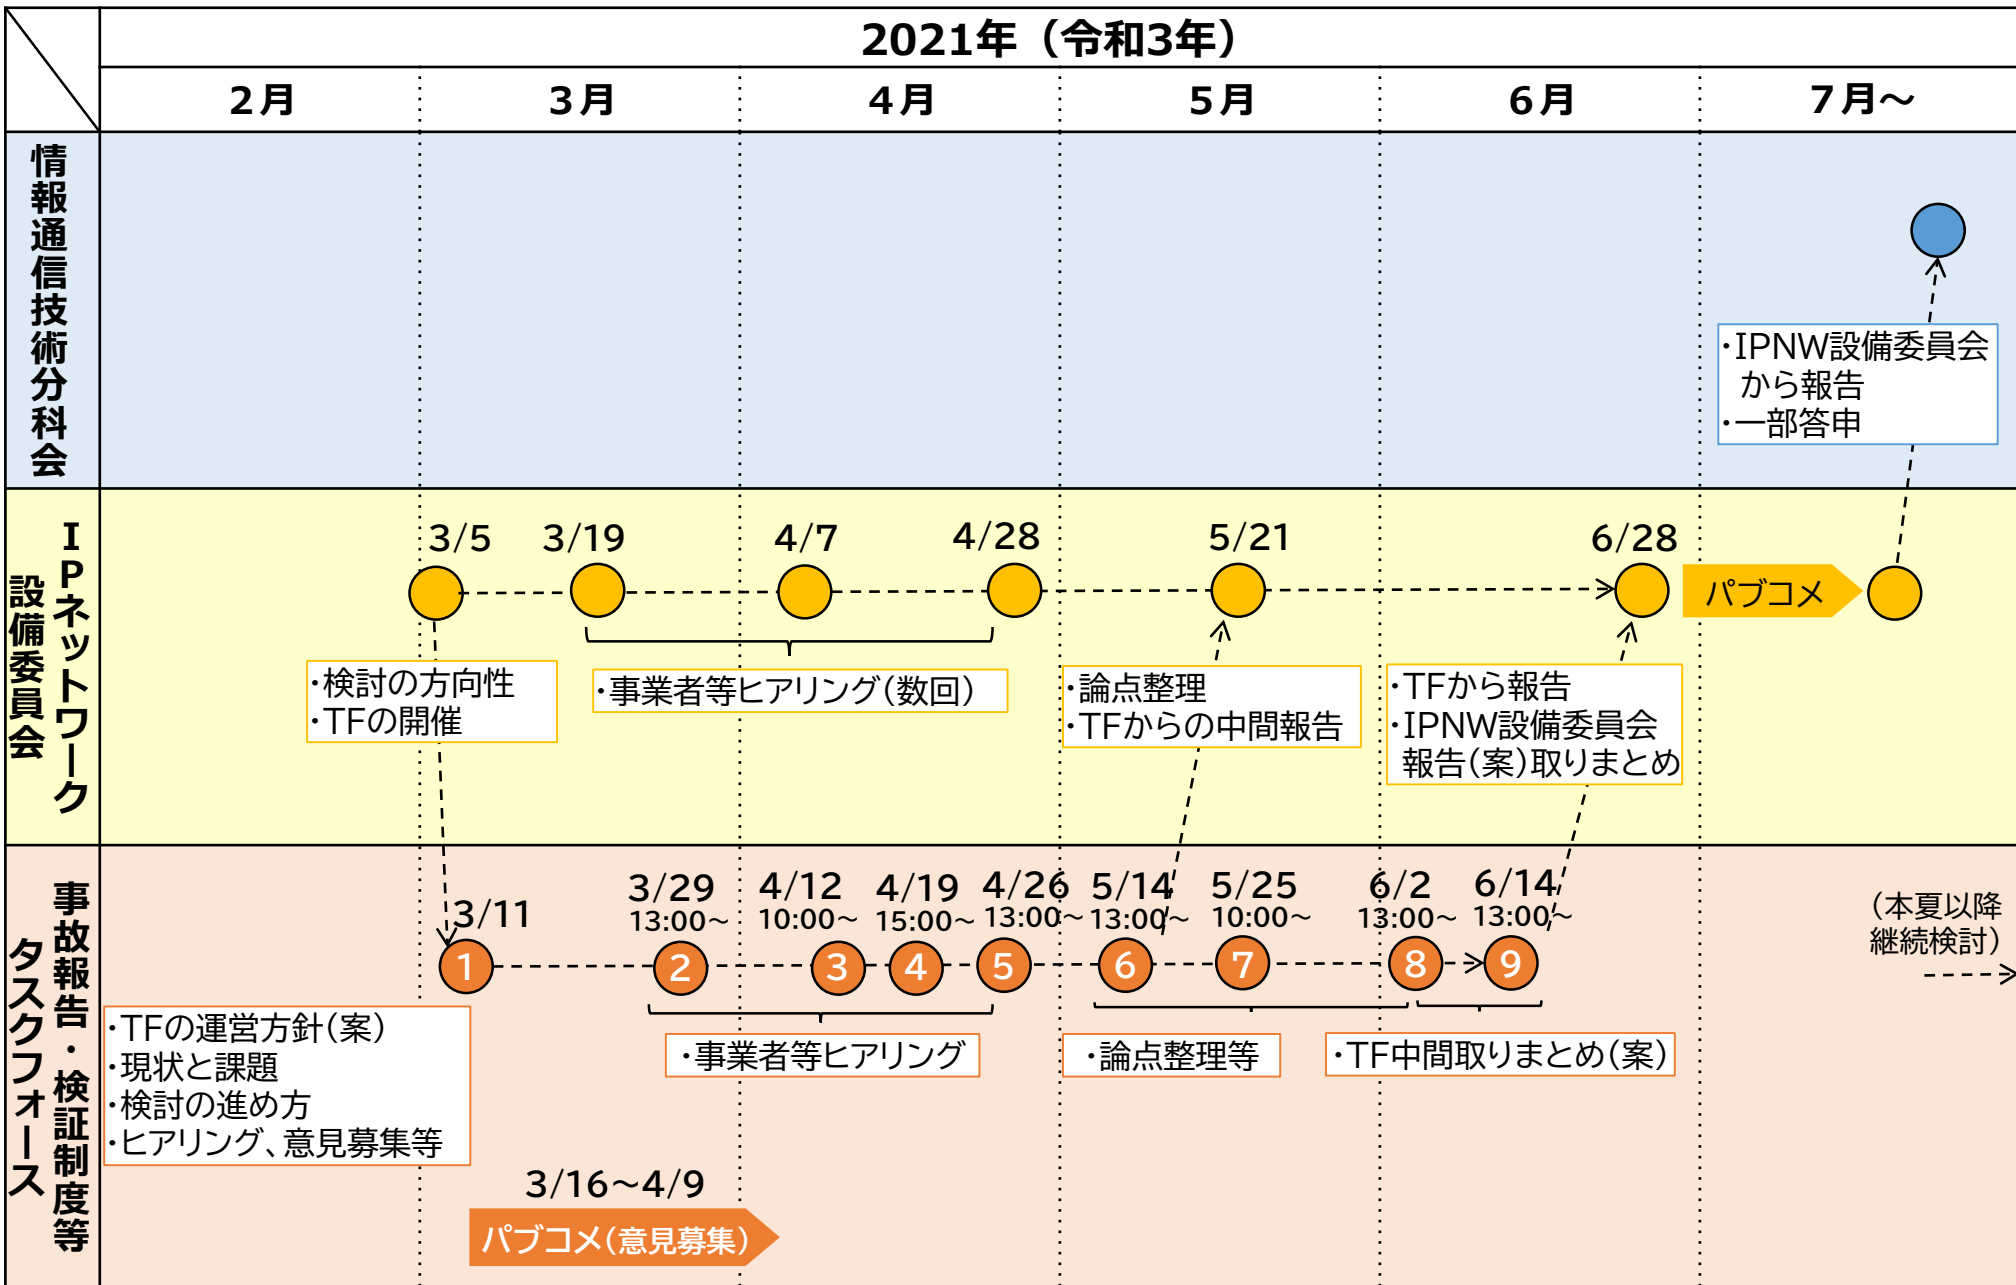 2021年（令和3年）
2月
3月
4月
5月
6月
7月～
情報通信技術分科会
・IPNW設備委員会
から報告
・一部答申
IPネットワーク
設備委員会
3/5
3/19
4/7
4/28
5/21
6/28
パブコメ
・検討の方向性
・TFの開催
・事業者等ヒアリング（数回）
・論点整理
・TFからの中間報告
・TFから報告
・IPNW設備委員会
報告（案）取りまとめ
事故報告・検証制度等
タスクフォース
3/11
3/29
13:00～
4/12
10:00～
4/19
15:00～
4/26
13:00～
5/14
13:00～
5/25
10:00～
6/2
13:00～
6/14
13:00～
（本夏以降
継続検討）
1
2
3
4
5
6
7
8
9
・TFの運営方針（案）
・現状と課題
・検討の進め方
・ヒアリング、意見募集等
・事業者等ヒアリング
・論点整理等
・TF中間取りまとめ（案）
3/16～4/9
パブコメ（意見募集）